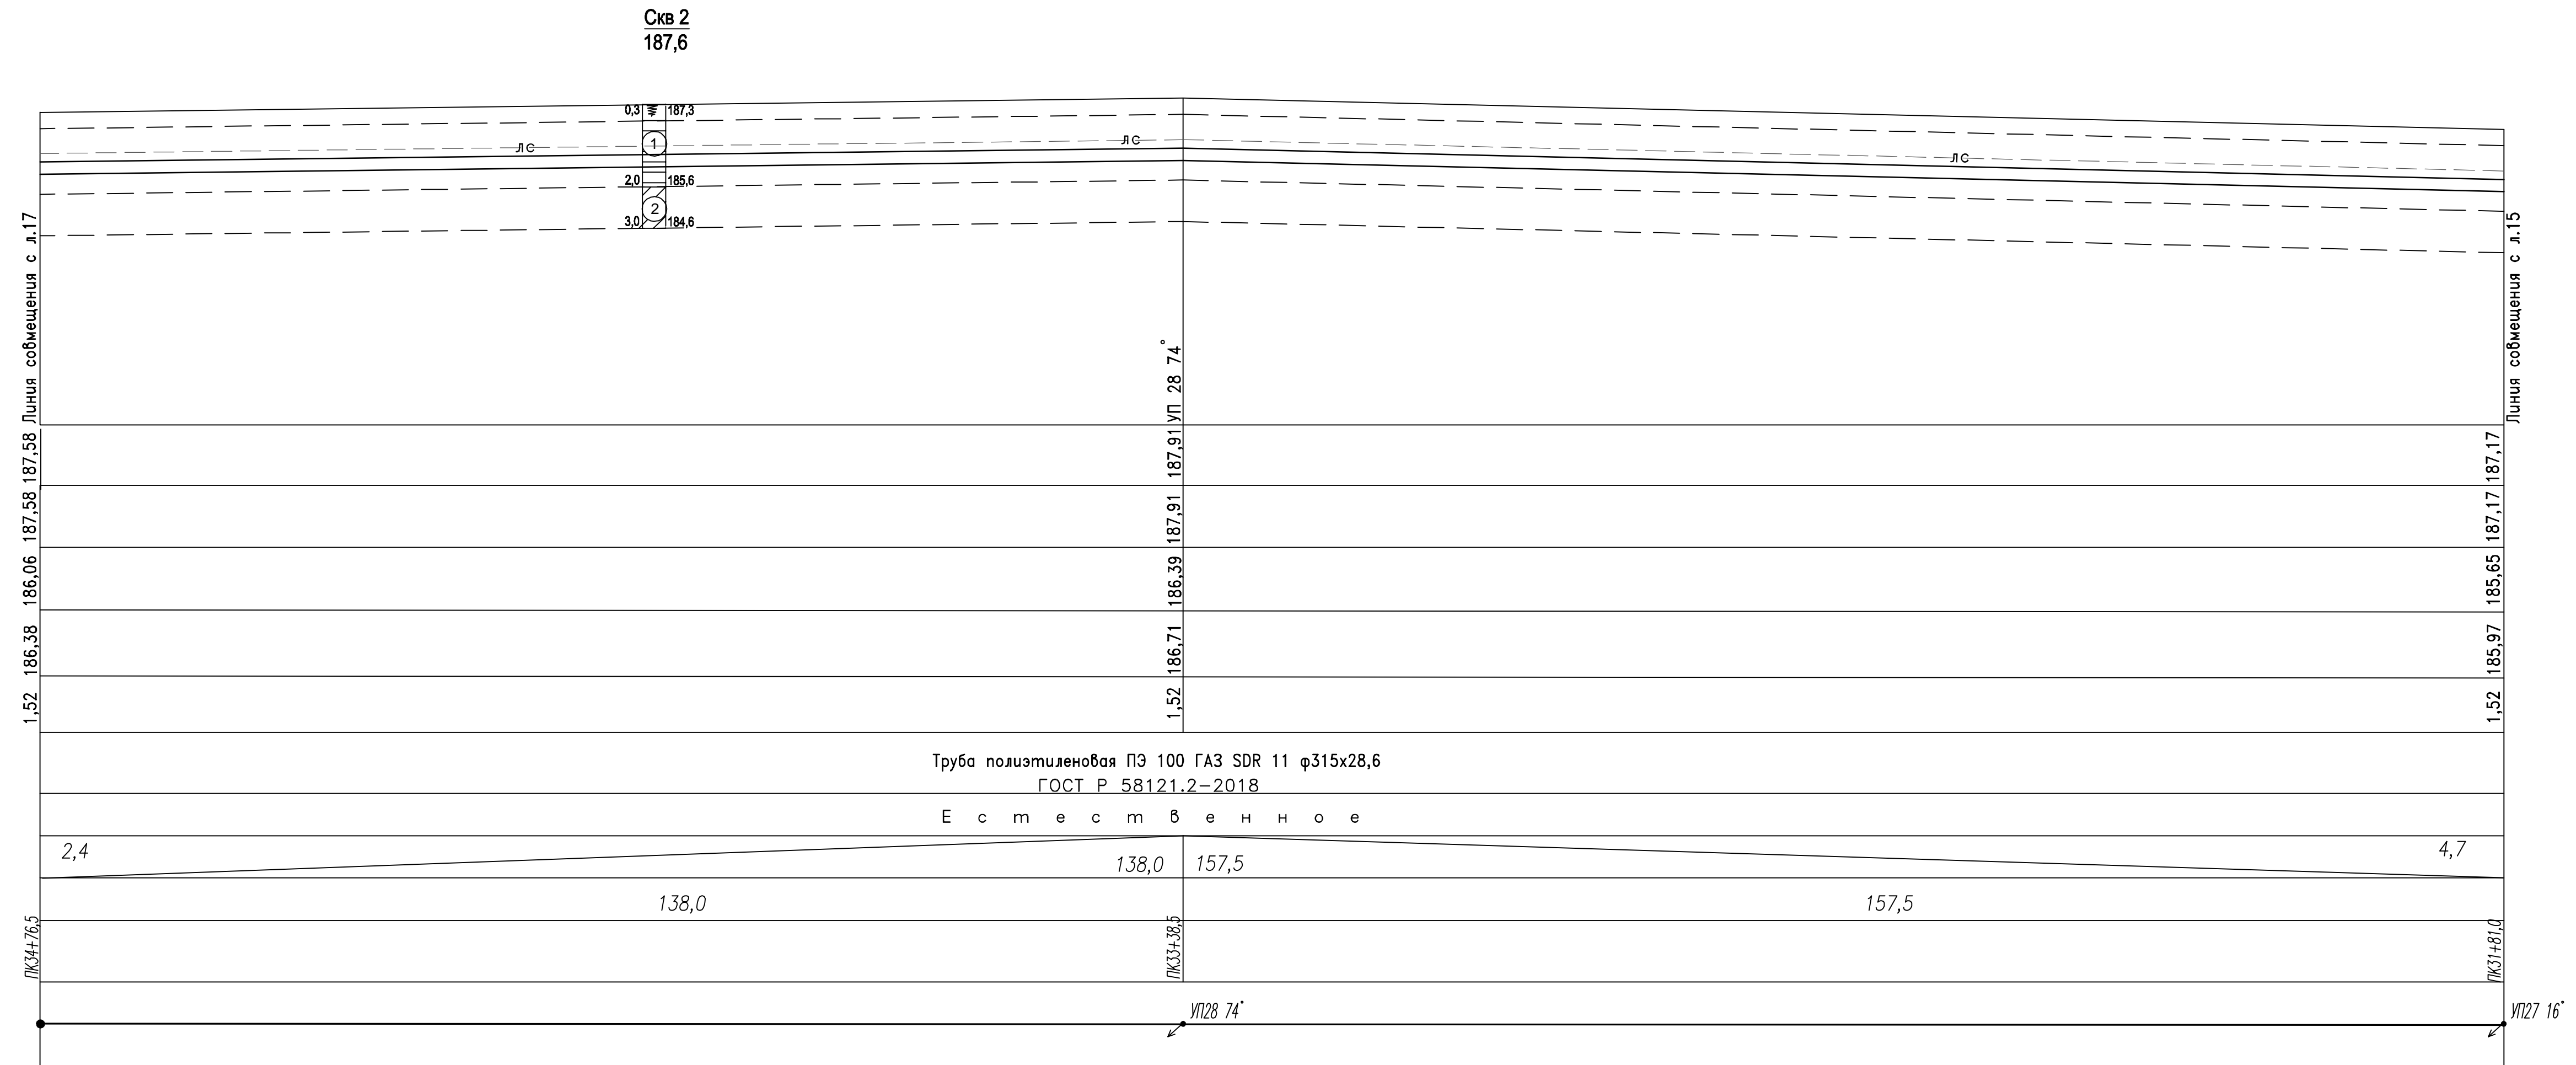 Скв 2
187,6
0,3 187,3
1
2,0 185,6
2
3,0 184,6
лс
лс
лс
Линия совмещения с л.17
УП 28 74°
Линия совмещения с л.15
187,58 187,91 187,17
187,58 187,91 187,17
186,06 186,39 185,65
186,38 186,71 185,97
1,52 1,52 1,52
Труба полиэтиленовая ПЭ 100 ГАЗ SDR 11 φ315х28,6
ГОСТ Р 58121.2-2018
Естественное
2,4 138,0 157,5 4,7
138,0 157,5
ПК34+76,5 ПК33+38,5 ПК31+81,0
УП28 74° УП27 16°